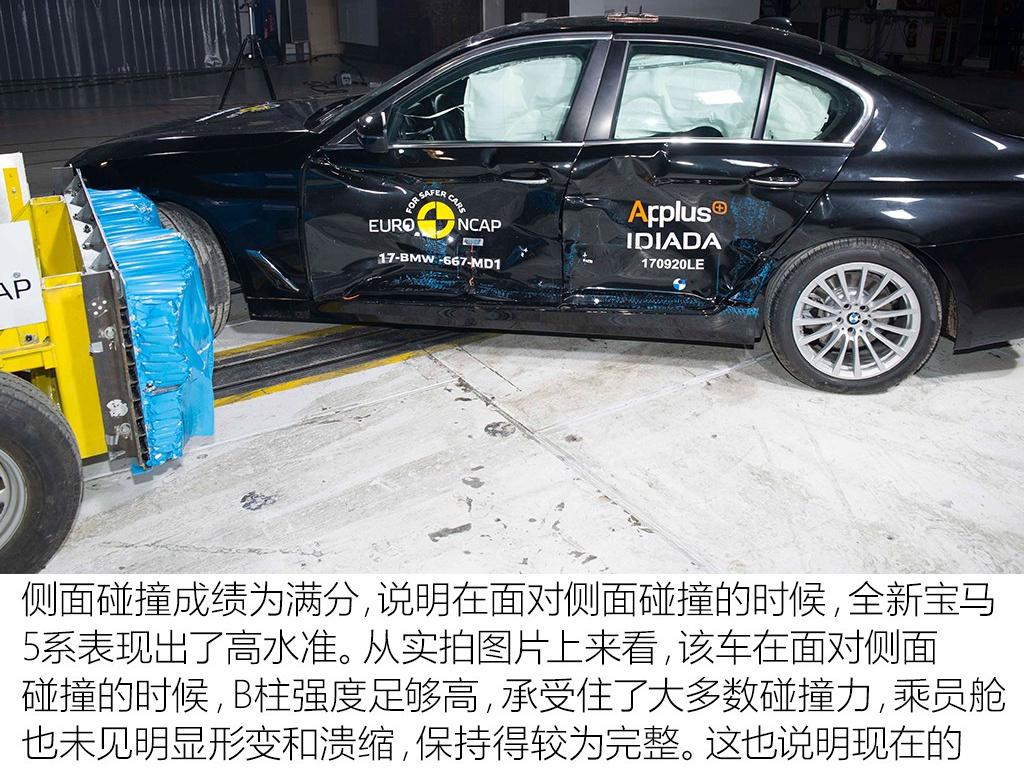 FOR SAFER CARS
EURO NCAP
17-BMW -667-MD1
Applus+
IDIADA
170920LE
AP
侧面碰撞成绩为满分,说明在面对侧面碰撞的时候,全新宝马
5系表现出了高水准。从实拍图片上来看,该车在面对侧面
碰撞的时候,B柱强度足够高,承受住了大多数碰撞力,乘员舱
也未见明显形变和溃缩,保持得较为完整。这也说明现在的